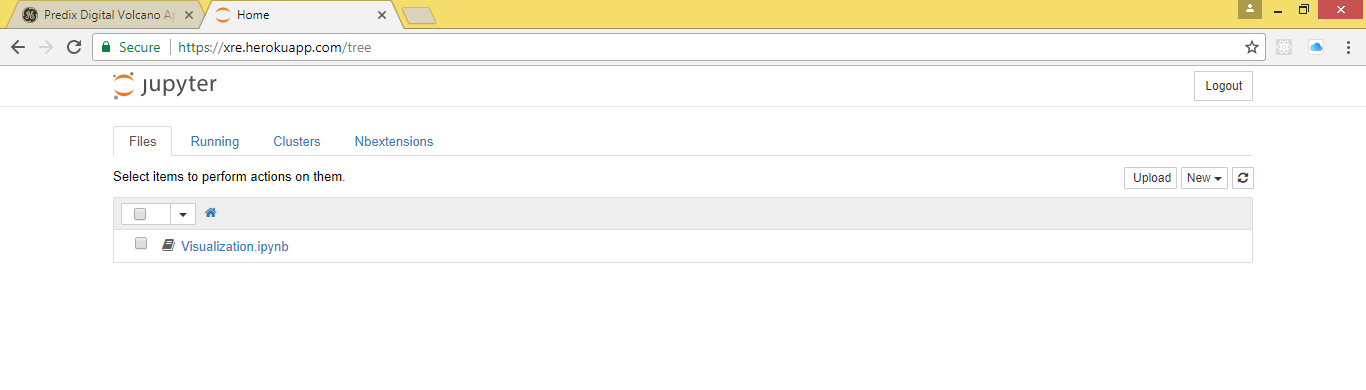 Predix Digital Volcano Ap
Home
Secure https://xre.herokuapp.com/tree
jupyter
Logout
Files Running Clusters Nbextensions
Select items to perform actions on them.
Upload New
Visualization.ipynb